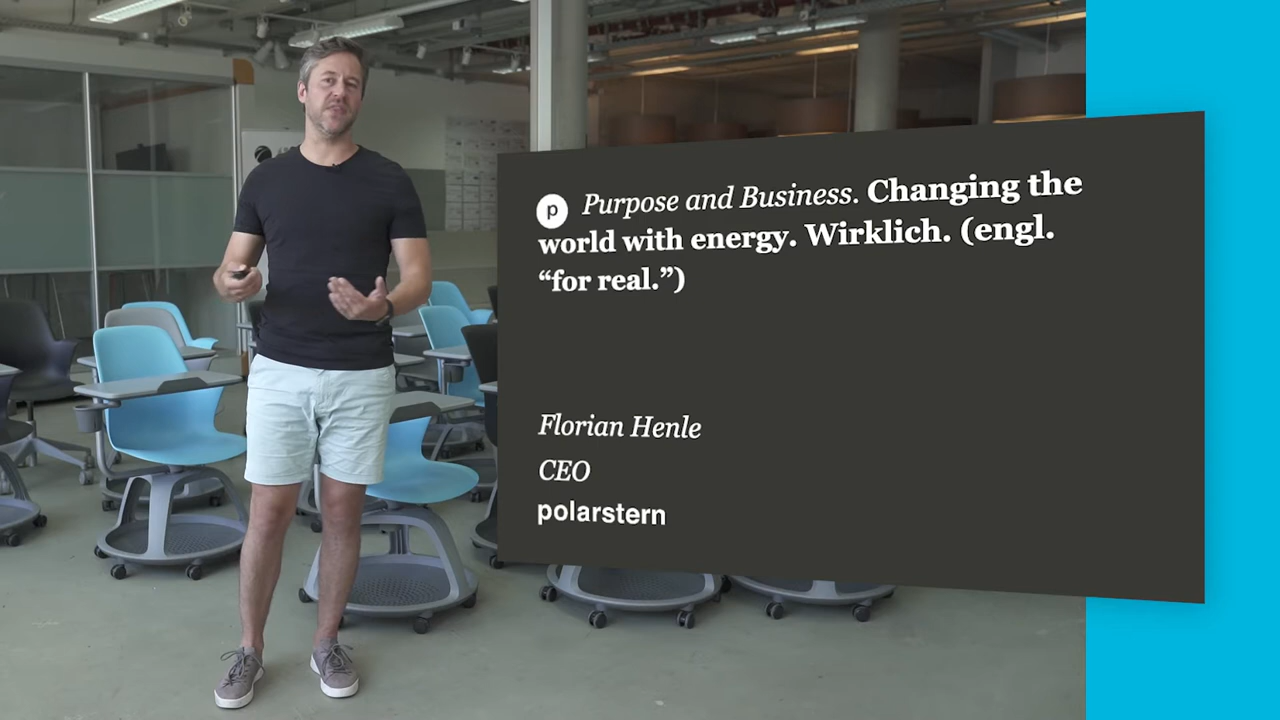 p Purpose and Business. Changing the
world with energy. Wirklich. (engl.
“for real.”)
Florian Henle
CEO
polarstern